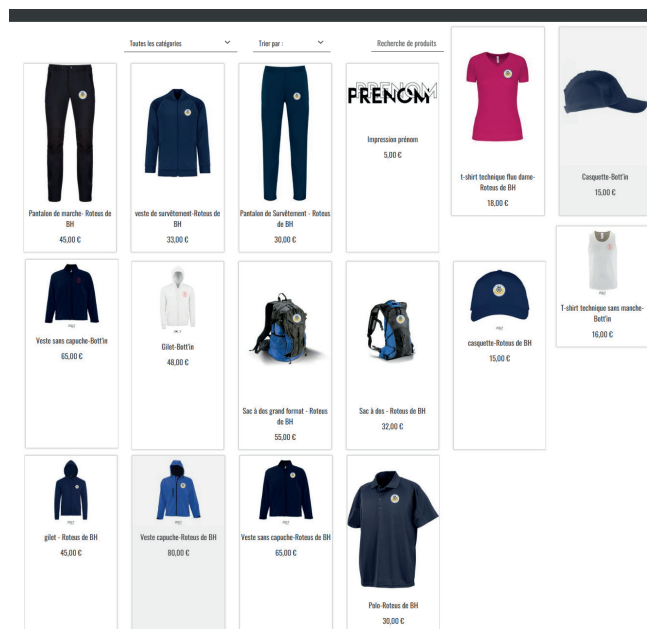 Toutes les catégories
Trier par :
Recherche de produits
Pantalon de marche- Roteus de
BH
45,00 €
veste de survêtement-Roteus de
BH
33,00 €
Pantalon de Survêtement - Roteus
de BH
30,00 €
PRENOM
Impression prénom
5,00 €
t-shirt technique fluo dame-
Roteus de BH
18,00 €
Casquette-Bott'in
15,00 €
Veste sans capuche-Bott'in
65,00 €
Gilet-Bott'in
48,00 €
Sac à dos grand format - Roteus
de BH
55,00 €
Sac à dos - Roteus de BH
32,00 €
casquette-Roteus de BH
15,00 €
T-shirt technique sans manche-
Bott'in
16,00 €
gilet - Roteus de BH
45,00 €
Veste capuche-Roteus de BH
80,00 €
Veste sans capuche-Roteus de BH
65,00 €
Polo-Roteus de BH
30,00 €